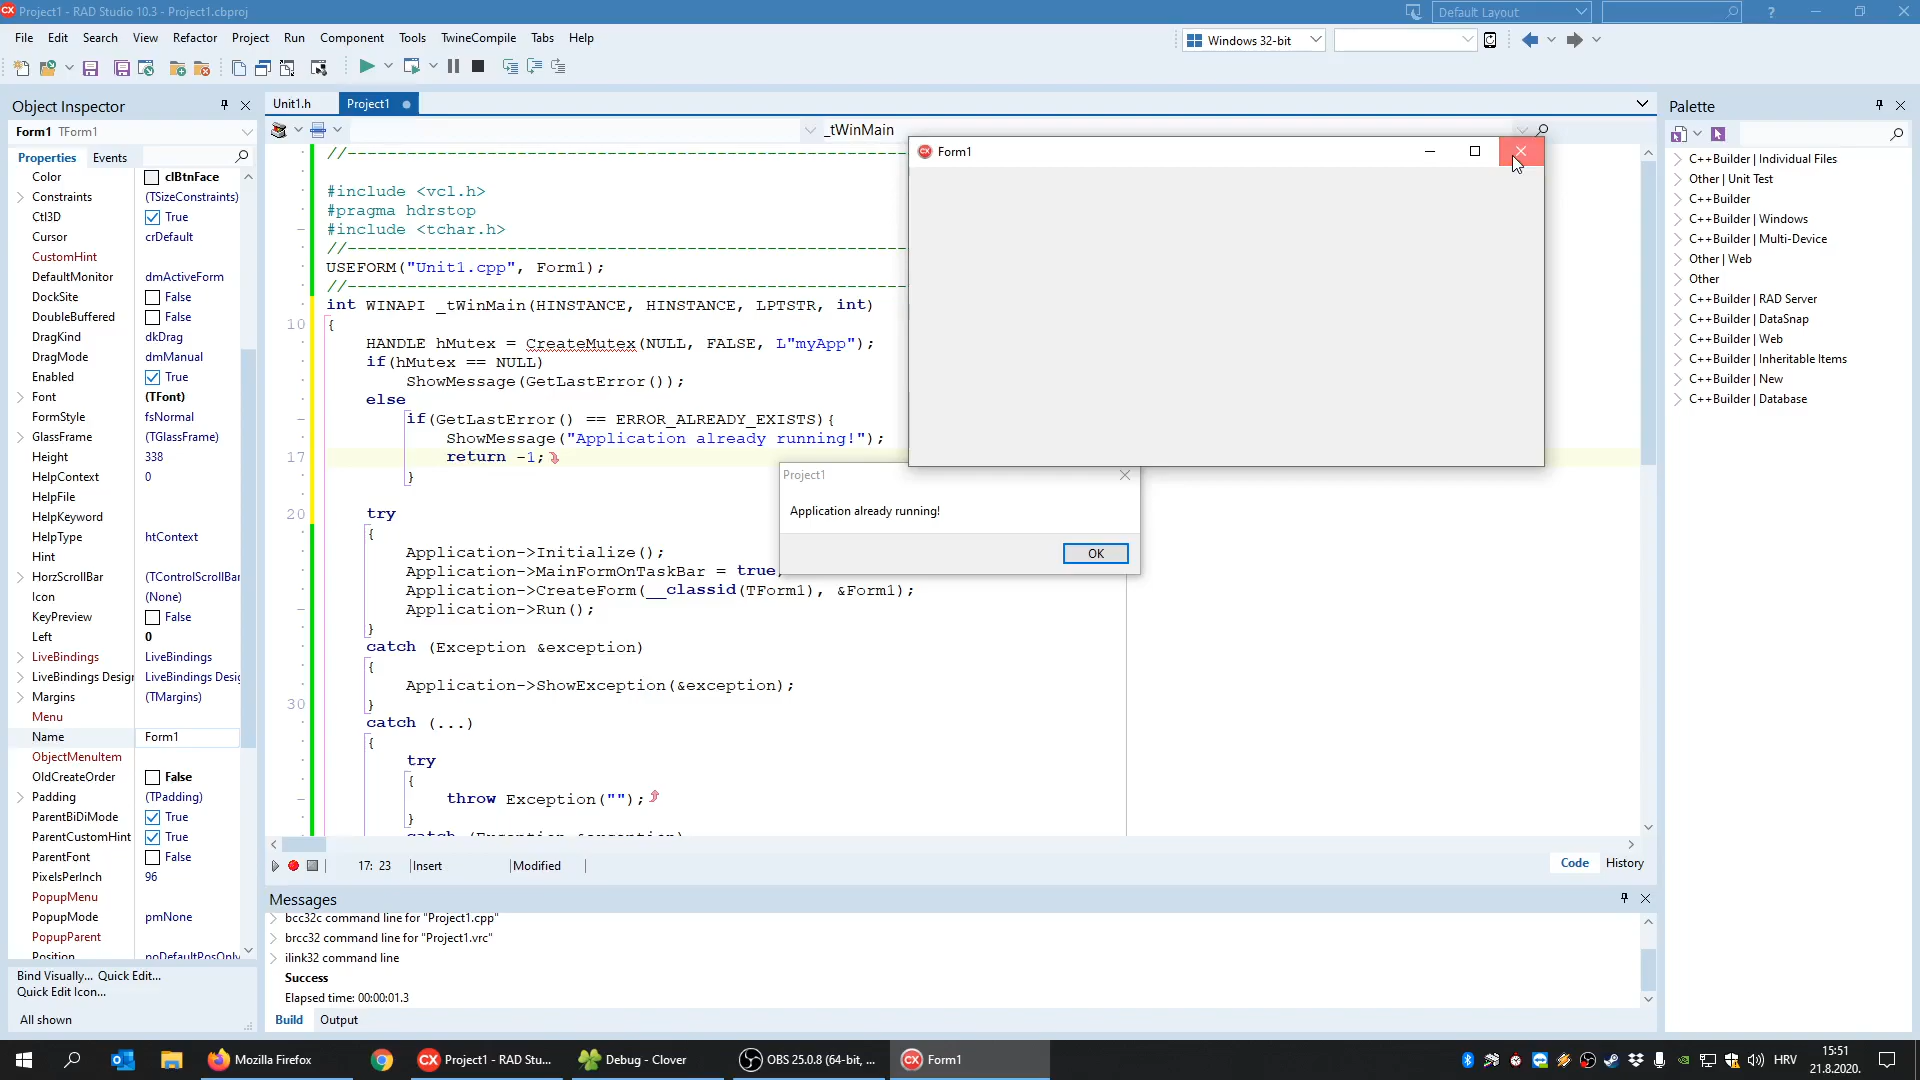 Project1 - RAD Studio 10.3 - Project1.cbproj
Default Layout
File Edit Search View Refactor Project Run Component Tools TwineCompile Tabs Help
Windows 32-bit
Object Inspector
Form1 TForm1
Properties Events
Color clBtnFace
Constraints (TSizeConstraints)
Ctl3D True
Cursor crDefault
CustomHint
DefaultMonitor dmActiveForm
DockSite False
DoubleBuffered False
DragKind dkDrag
DragMode dmManual
Enabled True
Font (TFont)
FormStyle fsNormal
GlassFrame (TGlassFrame)
Height 338
HelpContext 0
HelpFile
HelpKeyword
HelpType htContext
Hint
HorzScrollBar (TControlScrollBar
Icon (None)
KeyPreview False
Left 0
LiveBindings LiveBindings
LiveBindings Design LiveBindings Desig
Margins (TMargins)
Menu
Name Form1
ObjectMenuItem
OldCreateOrder False
Padding (TPadding)
ParentBiDiMode True
ParentCustomHint True
ParentFont False
PixelsPerInch 96
PopupMenu
PopupMode pmNone
PopupParent
Position poDefaultPosOnly
Bind Visually... Quick Edit...
Quick Edit Icon...
All shown
Unit1.h Project1
_tWinMain
//--------------------------------------------------------
#include <vcl.h>
#pragma hdrstop
#include <tchar.h>
//--------------------------------------------------------
USEFORM("Unit1.cpp", Form1);
//--------------------------------------------------------
int WINAPI _tWinMain(HINSTANCE, HINSTANCE, LPTSTR, int)
10 {
HANDLE hMutex = CreateMutex(NULL, FALSE, L"myApp");
if(hMutex == NULL)
ShowMessage(GetLastError());
else
if(GetLastError() == ERROR_ALREADY_EXISTS){
ShowMessage("Application already running!");
17 return -1;
}
20 try
{
Application->Initialize();
Application->MainFormOnTaskBar = true;
Application->CreateForm(__classid(TForm1), &Form1);
Application->Run();
}
catch (Exception &exception)
{
Application->ShowException(&exception);
30 }
catch (...)
{
try
{
throw Exception("");
}
catch (Exception &exception)
17: 23 Insert Modified
Code History
Form1
Project1
Application already running!
OK
Messages
bcc32c command line for "Project1.cpp"
brcc32 command line for "Project1.vrc"
ilink32 command line
Success
Elapsed time: 00:00:01.3
Build Output
Palette
C++Builder | Individual Files
Other | Unit Test
C++Builder
C++Builder | Windows
C++Builder | Multi-Device
Other | Web
Other
C++Builder | RAD Server
C++Builder | DataSnap
C++Builder | Web
C++Builder | Inheritable Items
C++Builder | New
C++Builder | Database
Mozilla Firefox
Project1 - RAD Stu...
Debug - Clover
OBS 25.0.8 (64-bit, ...
Form1
HRV
15:51
21.8.2020.